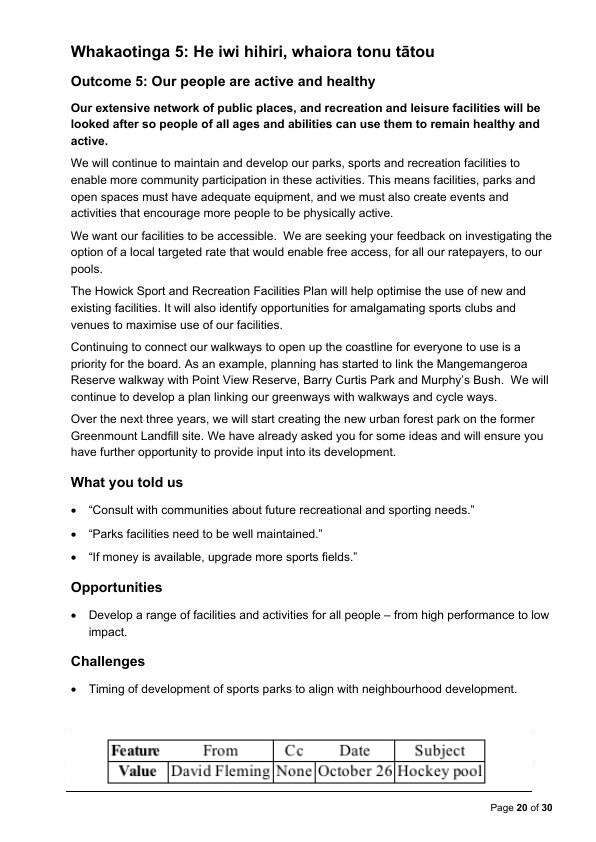 Whakaotinga 5: He iwi hihiri, whaiora tonu tātou
Outcome 5: Our people are active and healthy
Our extensive network of public places, and recreation and leisure facilities will be
looked after so people of all ages and abilities can use them to remain healthy and
active.
We will continue to maintain and develop our parks, sports and recreation facilities to
enable more community participation in these activities. This means facilities, parks and
open spaces must have adequate equipment, and we must also create events and
activities that encourage more people to be physically active.
We want our facilities to be accessible.  We are seeking your feedback on investigating the
option of a local targeted rate that would enable free access, for all our ratepayers, to our
pools.
The Howick Sport and Recreation Facilities Plan will help optimise the use of new and
existing facilities. It will also identify opportunities for amalgamating sports clubs and
venues to maximise use of our facilities.
Continuing to connect our walkways to open up the coastline for everyone to use is a
priority for the board. As an example, planning has started to link the Mangemangeroa
Reserve walkway with Point View Reserve, Barry Curtis Park and Murphy's Bush.  We will
continue to develop a plan linking our greenways with walkways and cycle ways.
Over the next three years, we will start creating the new urban forest park on the former
Greenmount Landfill site. We have already asked you for some ideas and will ensure you
have further opportunity to provide input into its development.
What you told us
• “Consult with communities about future recreational and sporting needs.”
• “Parks facilities need to be well maintained.”
• “If money is available, upgrade more sports fields.”
Opportunities
• Develop a range of facilities and activities for all people – from high performance to low
impact.
Challenges
• Timing of development of sports parks to align with neighbourhood development.
Feature From Cc Date Subject
Value David Fleming None October 26 Hockey pool
Page 20 of 30